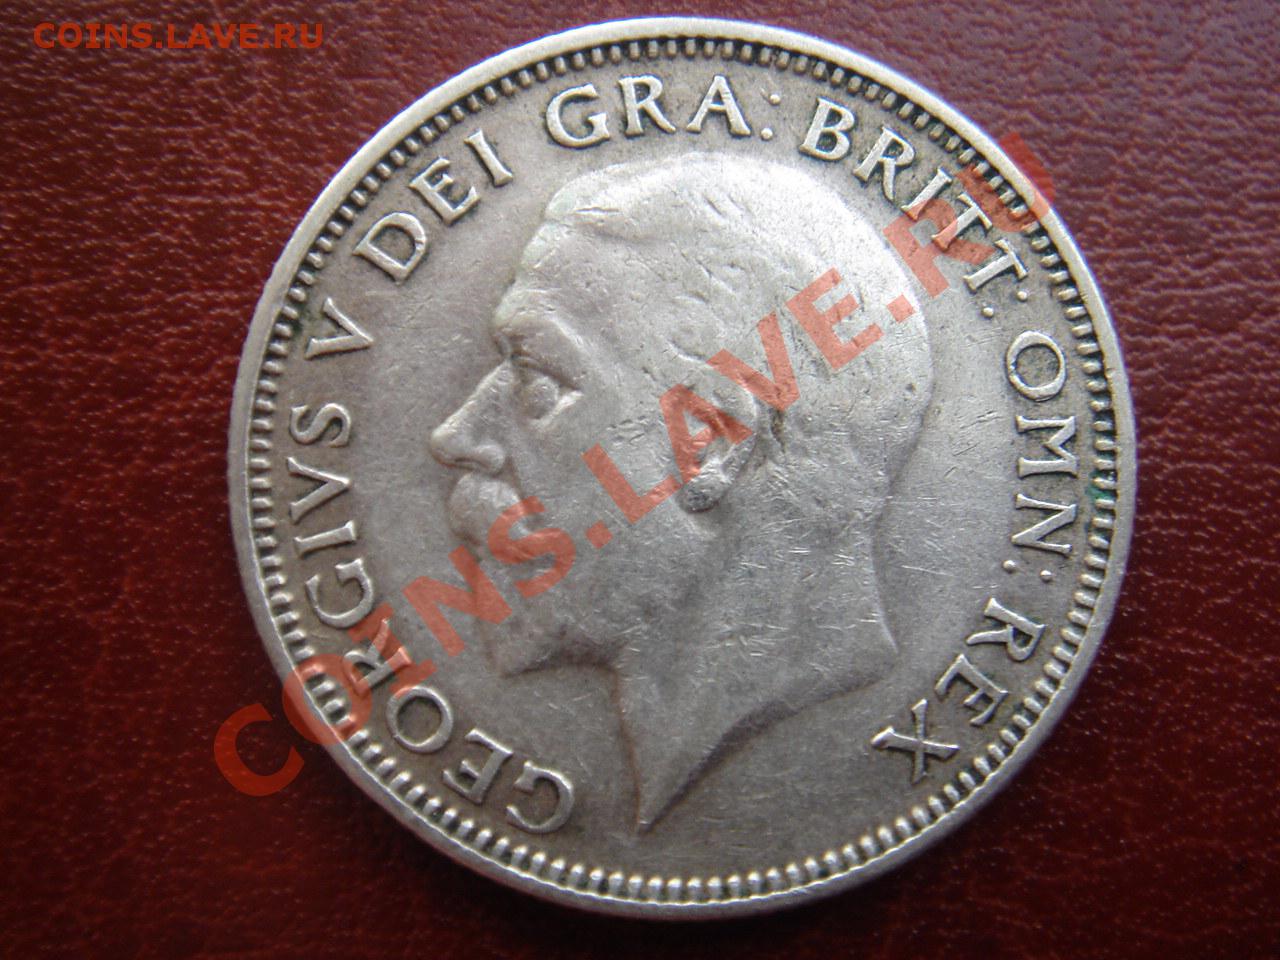 COINS.LAVE.RU
GEORGIVS V DEI GRA: BRITT: OMN: REX
COINS.LAVE.RU